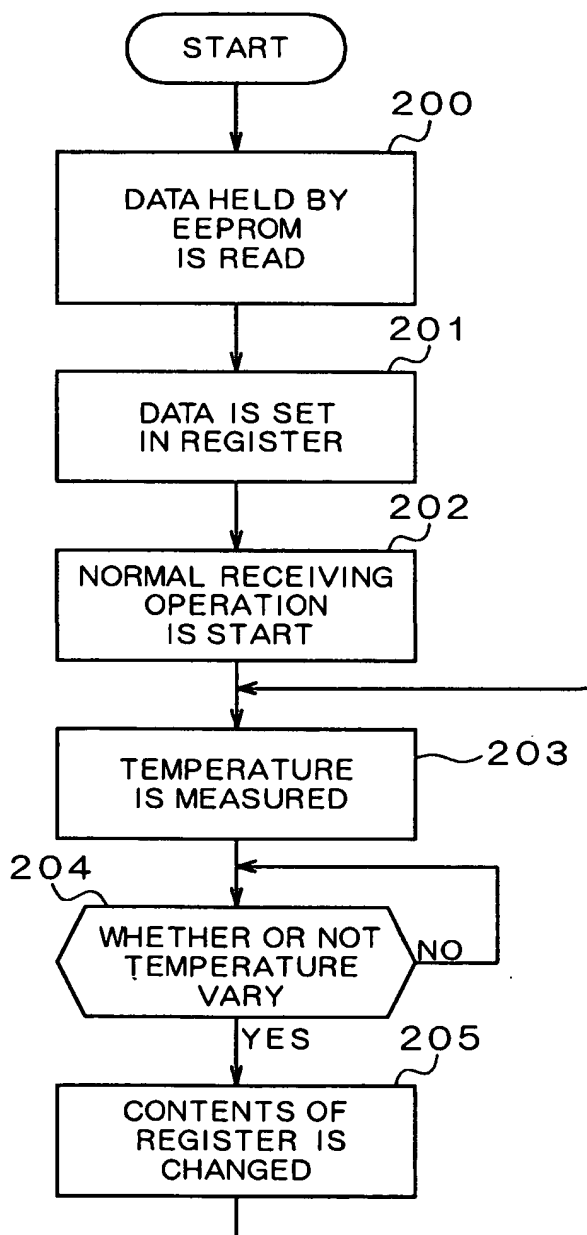 START
200
DATA HELD BY
EEPROM
IS READ
201
DATA IS SET
IN REGISTER
202
NORMAL RECEIVING
OPERATION
IS START
203
TEMPERATURE
IS MEASURED
204
WHETHER OR NOT
TEMPERATURE
VARY
NO
YES
205
CONTENTS OF
REGISTER IS
CHANGED